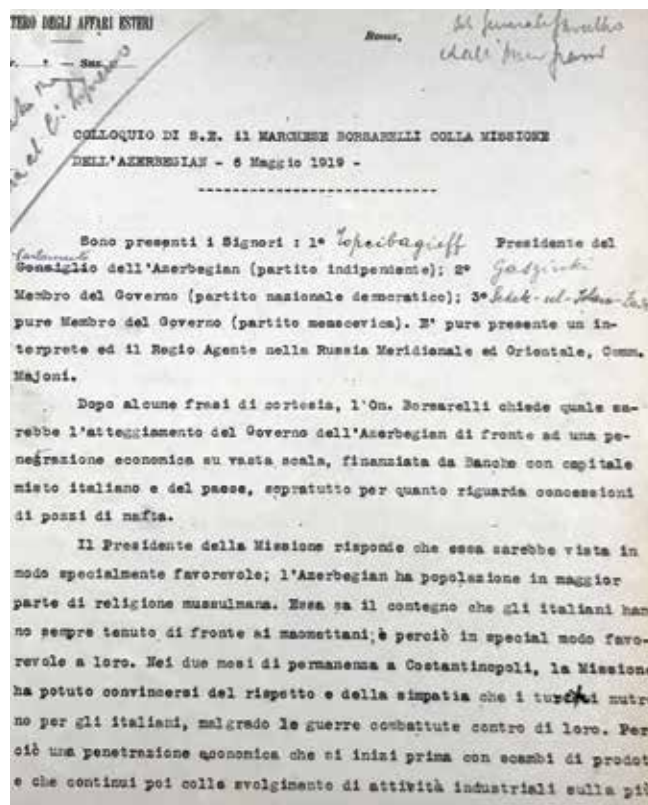 TERO DEGLI AFFARI ESTERI
Roma,
COLLOQUIO DI S.E. il MARCHESE BORSARELLI COLLA MISSIONE
DELL'AZERBEGIAN - 6 Maggio 1919 -
Sono presenti i Signori : 1° Topcibagieff Presidente del
Parlamento
Consiglio dell'Azerbegian (partito indipendente); 2° Gaszinski
Membro del Governo (partito nazionale democratico); 3°
pure Membro del Governo (partito menscevica). E' pure presente un in-
terprete ed il Regio Agente nella Russia Meridionale ed Orientale, Comm.
Majoni.
Dopo alcune frasi di cortesia, l'On. Borsarelli chiede quale sa-
rebbe l'atteggiamento del Governo dell'Azerbegian di fronte ad una pe-
netrazione economica su vasta scala, finanziata da Banche con capitale
misto italiano e del paese, sopratutto per quanto riguarda concessioni
di pozzi di nafta.
Il Presidente della Missione risponde che essa sarebbe vista in
modo specialmente favorevole; l'Azerbegian ha popolazione in maggior
parte di religione mussulmana. Essa sa il contegno che gli italiani han
no sempre tenuto di fronte ai maomettani; è perciò in special modo favo-
revole a loro. Nei due mesi di permanenza a Costantinopoli, la Missione
ha potuto convincersi del rispetto e della simpatia che i turchi nutr
no per gli italiani, malgrado le guerre combattute contro di loro. Per
ciò una penetrazione economica che si inizi prima con scambi di prodot
e che continui poi collo svolgimento di attività industriali sulla più